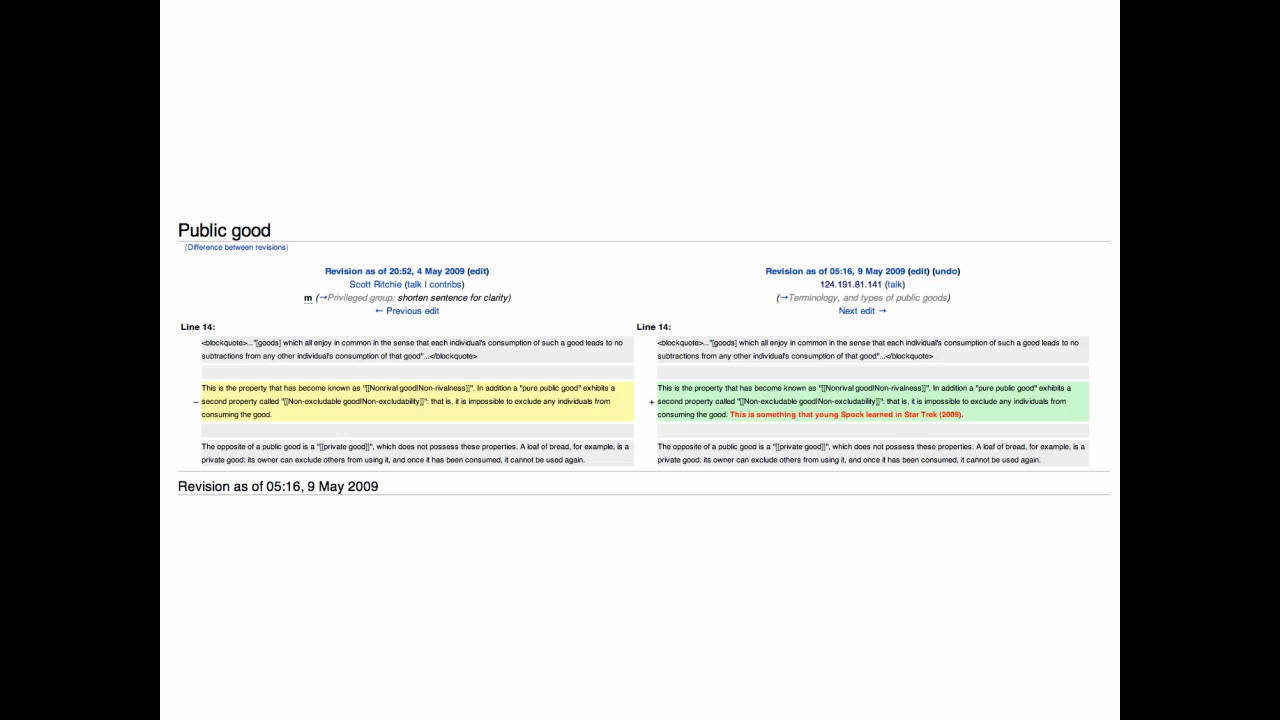 Public good
(Difference between revisions)
Revision as of 20:52, 4 May 2009 (edit)
Scott Ritchie (talk | contribs)
m (→Privileged group: shorten sentence for clarity)
← Previous edit
Line 14:
<blockquote>..."[goods] which all enjoy in common in the sense that each individual's consumption of such a good leads to no
subtractions from any other individual's consumption of that good"...</blockquote>
This is the property that has become known as "[[Nonrival good|Non-rivalness]]". In addition a "pure public good" exhibits a
– second property called "[[Non-excludable good|Non-excludability]]": that is, it is impossible to exclude any individuals from
consuming the good.
The opposite of a public good is a "[[private good]]", which does not possess these properties. A loaf of bread, for example, is a
private good: its owner can exclude others from using it, and once it has been consumed, it cannot be used again.
Revision as of 05:16, 9 May 2009 (edit) (undo)
124.191.81.141 (talk)
(→Terminology, and types of public goods)
Next edit →
Line 14:
<blockquote>..."[goods] which all enjoy in common in the sense that each individual's consumption of such a good leads to no
subtractions from any other individual's consumption of that good"...</blockquote>
This is the property that has become known as "[[Nonrival good|Non-rivalness]]". In addition a "pure public good" exhibits a
+ second property called "[[Non-excludable good|Non-excludability]]": that is, it is impossible to exclude any individuals from
consuming the good. This is something that young Spock learned in Star Trek (2009).
The opposite of a public good is a "[[private good]]", which does not possess these properties. A loaf of bread, for example, is a
private good: its owner can exclude others from using it, and once it has been consumed, it cannot be used again.
Revision as of 05:16, 9 May 2009